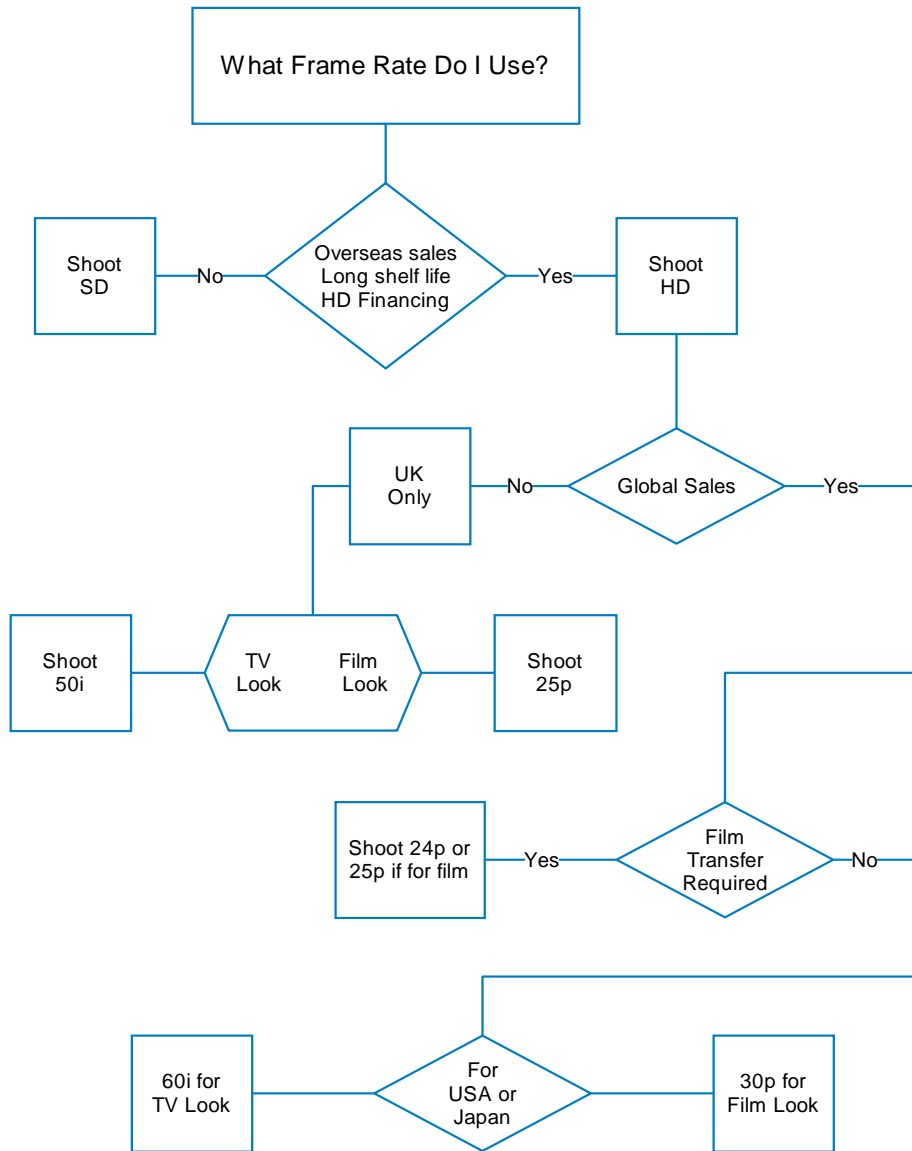 What Frame Rate Do I Use?
Shoot
SD
No
Overseas sales
Long shelf life
HD Financing
Yes
Shoot
HD
UK
Only
No
Global Sales
Yes
Shoot
50i
TV
Look
Film
Look
Shoot
25p
Shoot 24p or
25p if for film
Yes
Film
Transfer
Required
No
60i for
TV Look
For
USA or
Japan
30p for
Film Look